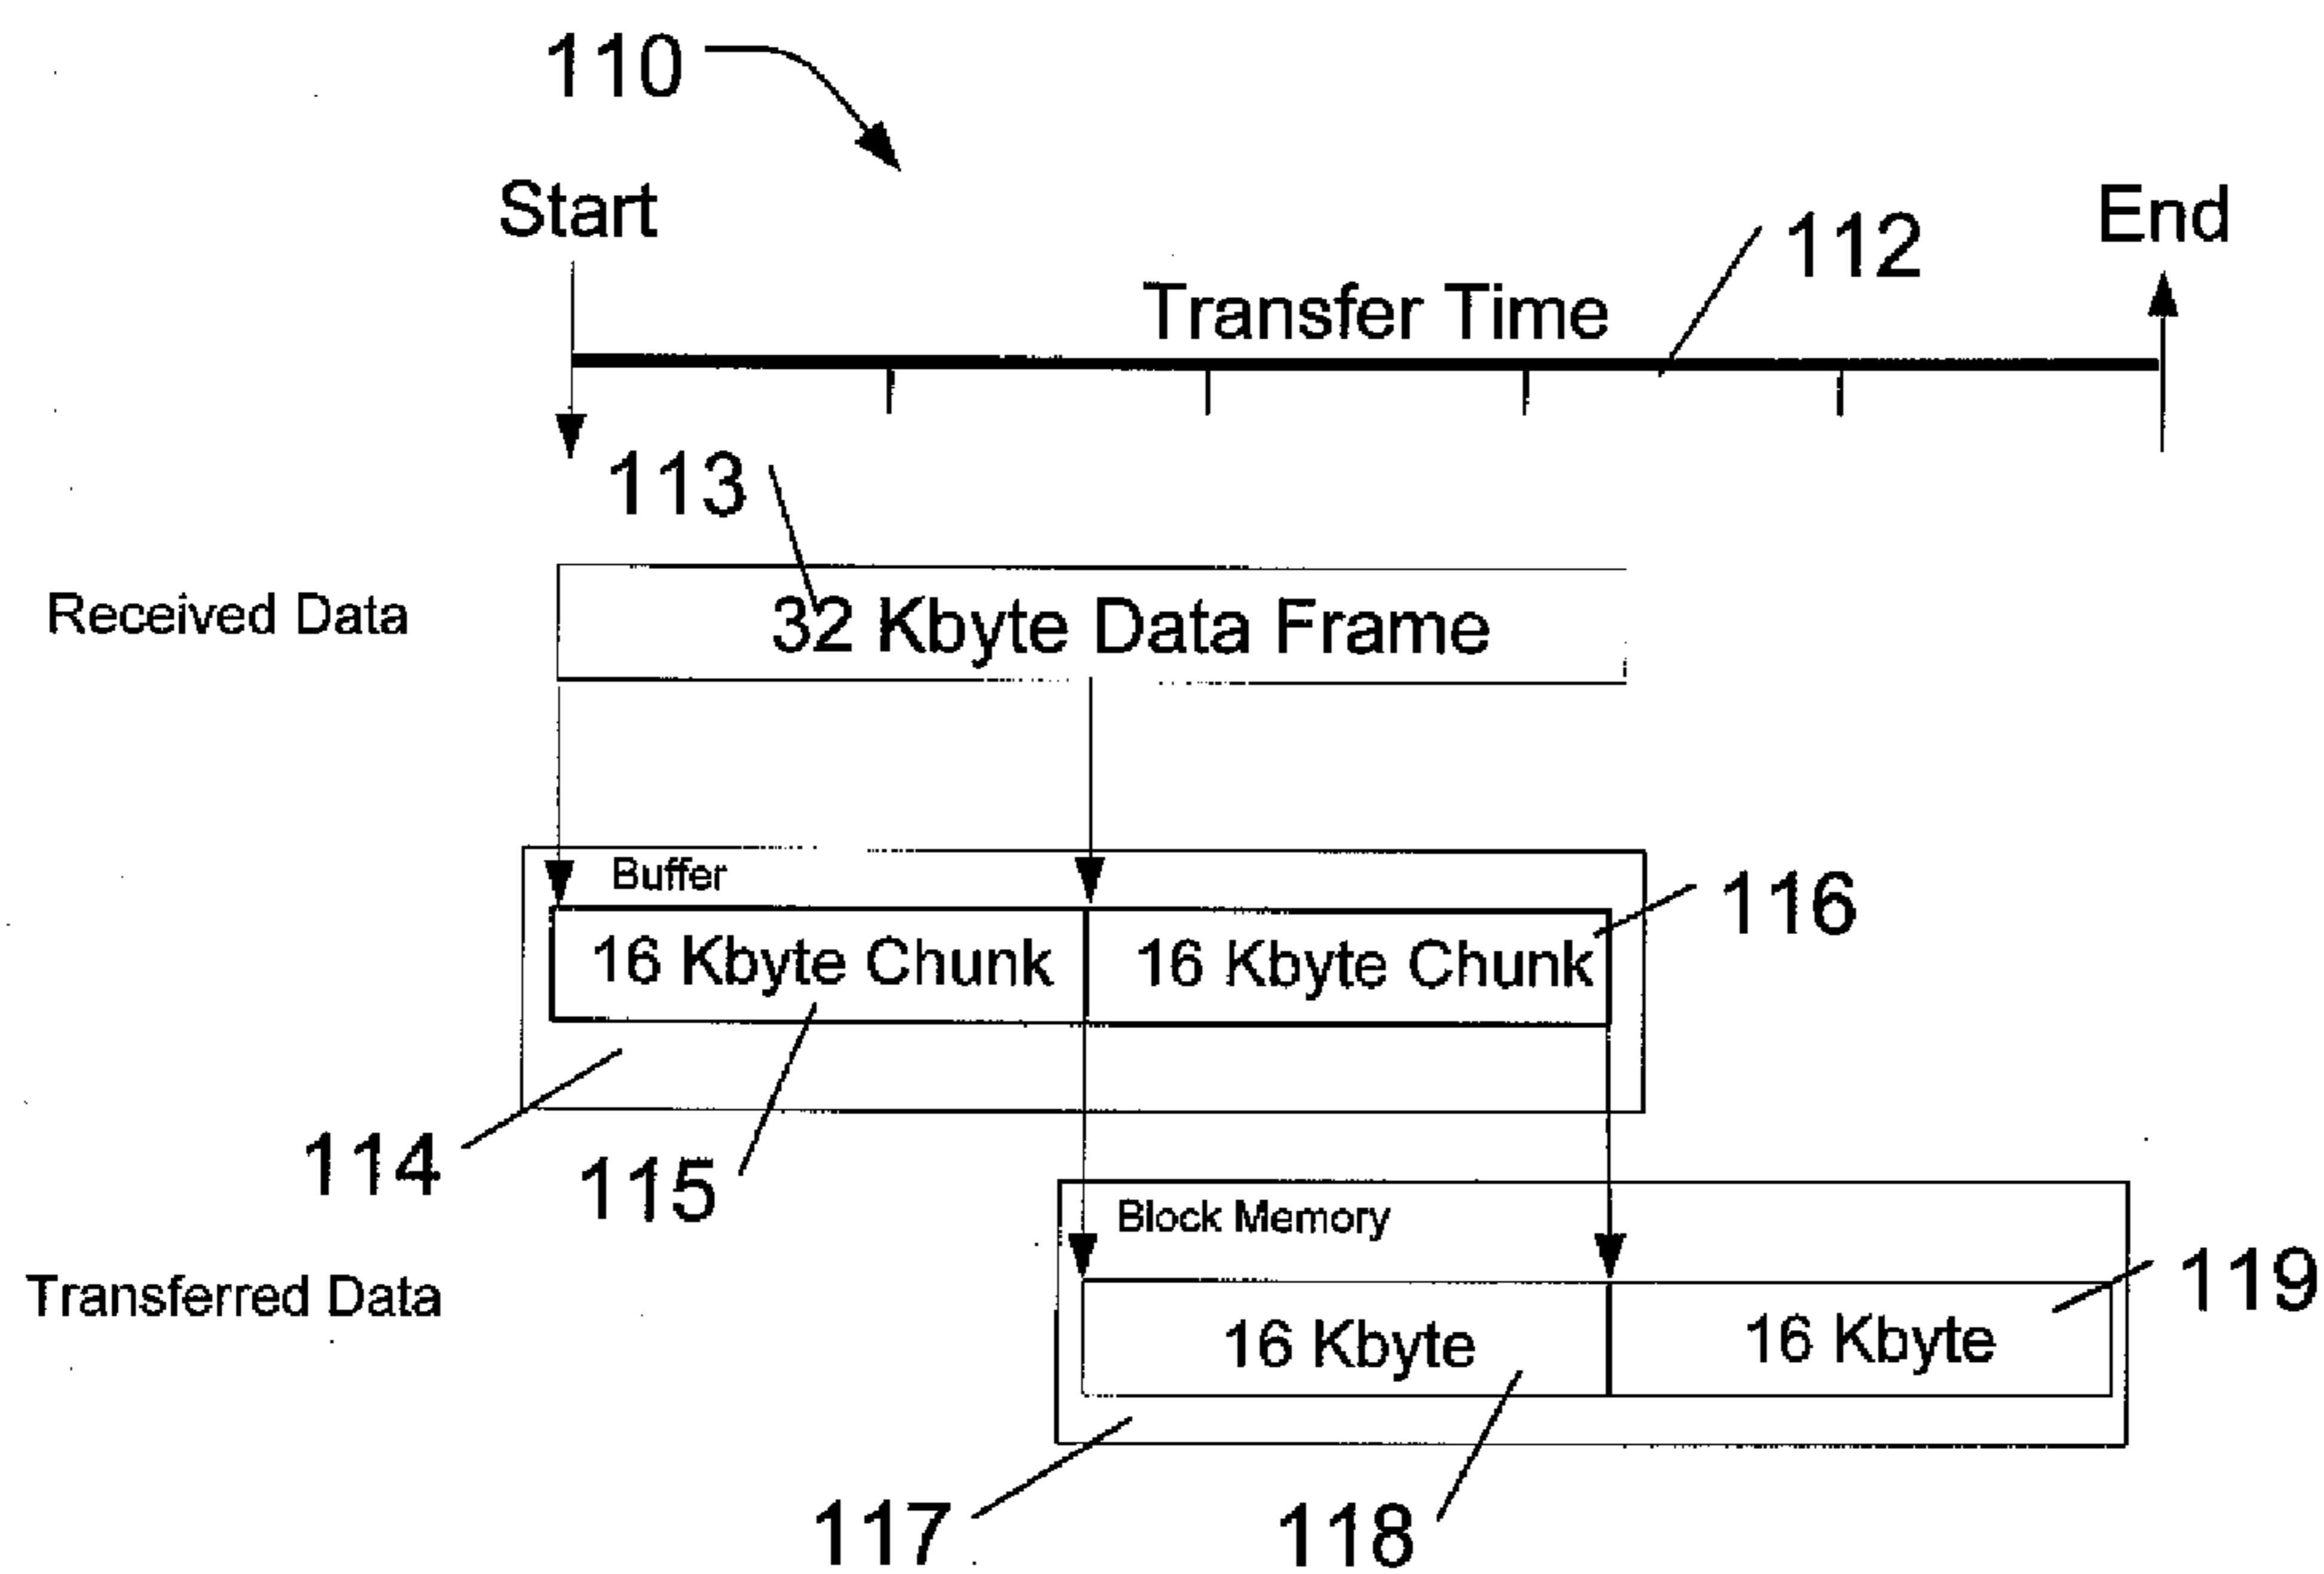 110
Start
112
End
Transfer Time
113
Received Data
32 Kbyte Data Frame
Buffer
116
16 Kbyte Chunk
16 Kbyte Chunk
114
115
Block Memory
119
Transferred Data
16 Kbyte
16 Kbyte
117
118